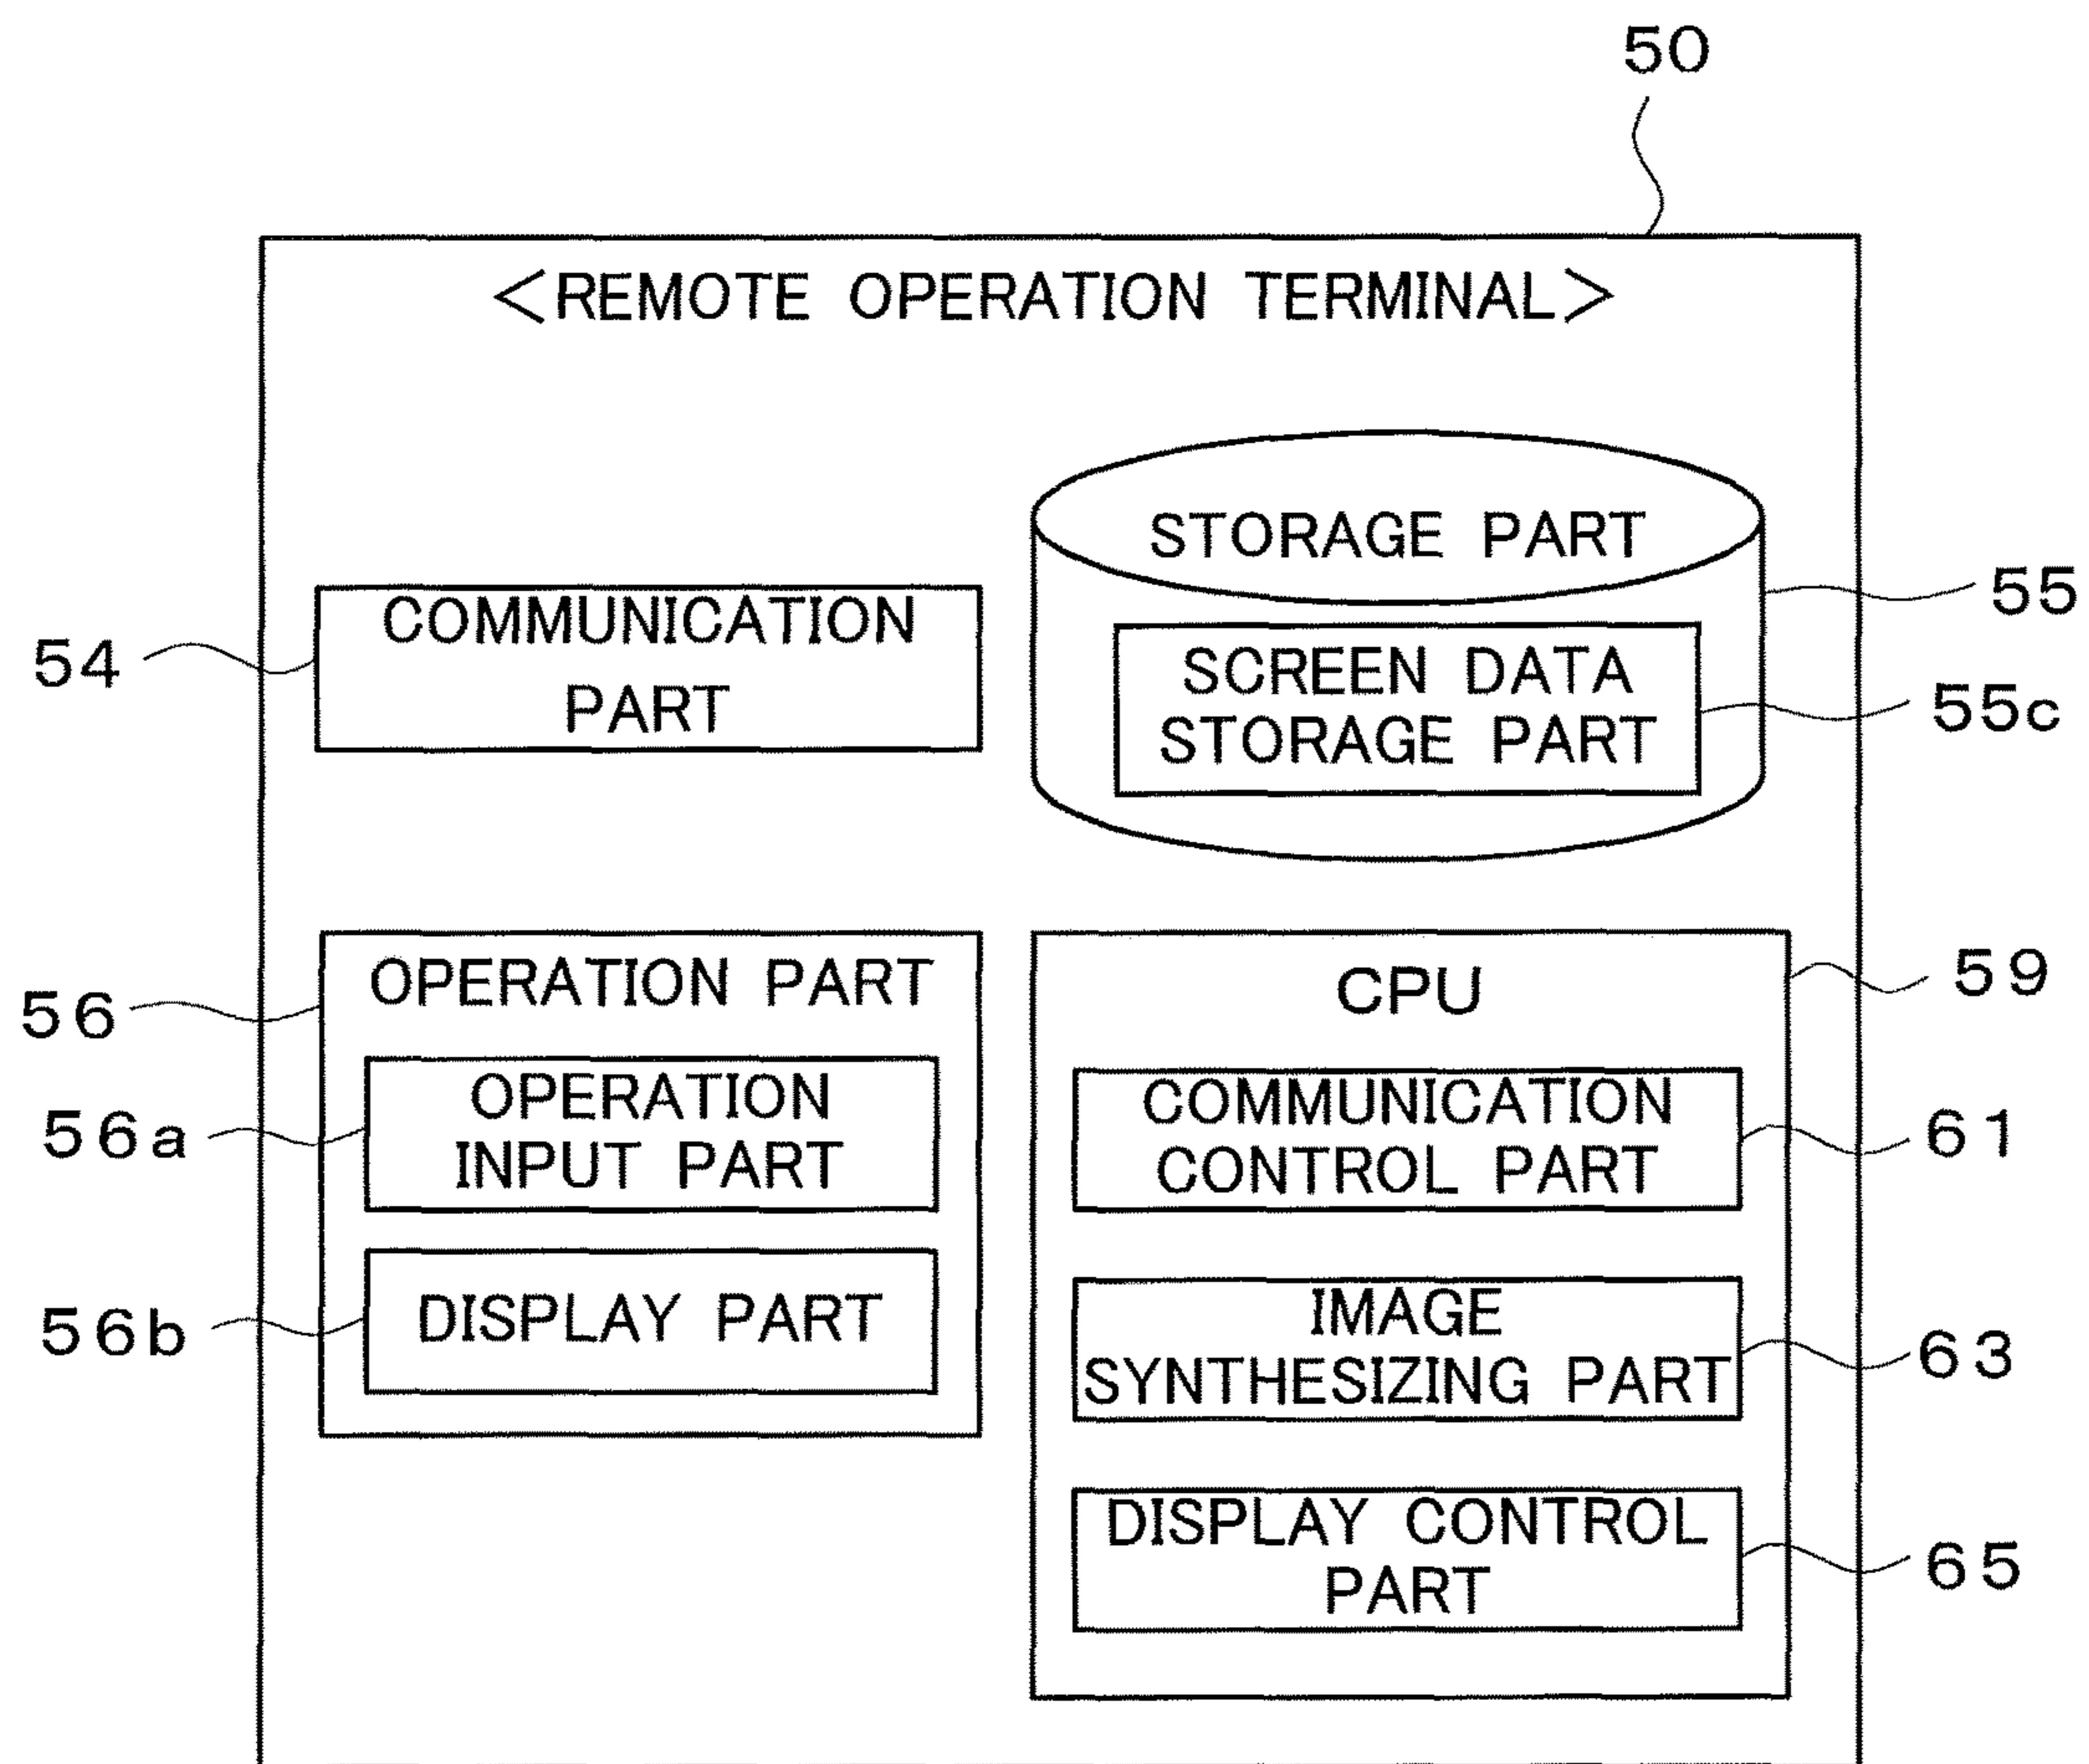 50
<REMOTE OPERATION TERMINAL>
STORAGE PART
55
SCREEN DATA
STORAGE PART
55c
54
COMMUNICATION
PART
56
OPERATION PART
56a
OPERATION
INPUT PART
56b
DISPLAY PART
CPU
59
COMMUNICATION
CONTROL PART
61
IMAGE
SYNTHESIZING PART
63
DISPLAY CONTROL
PART
65